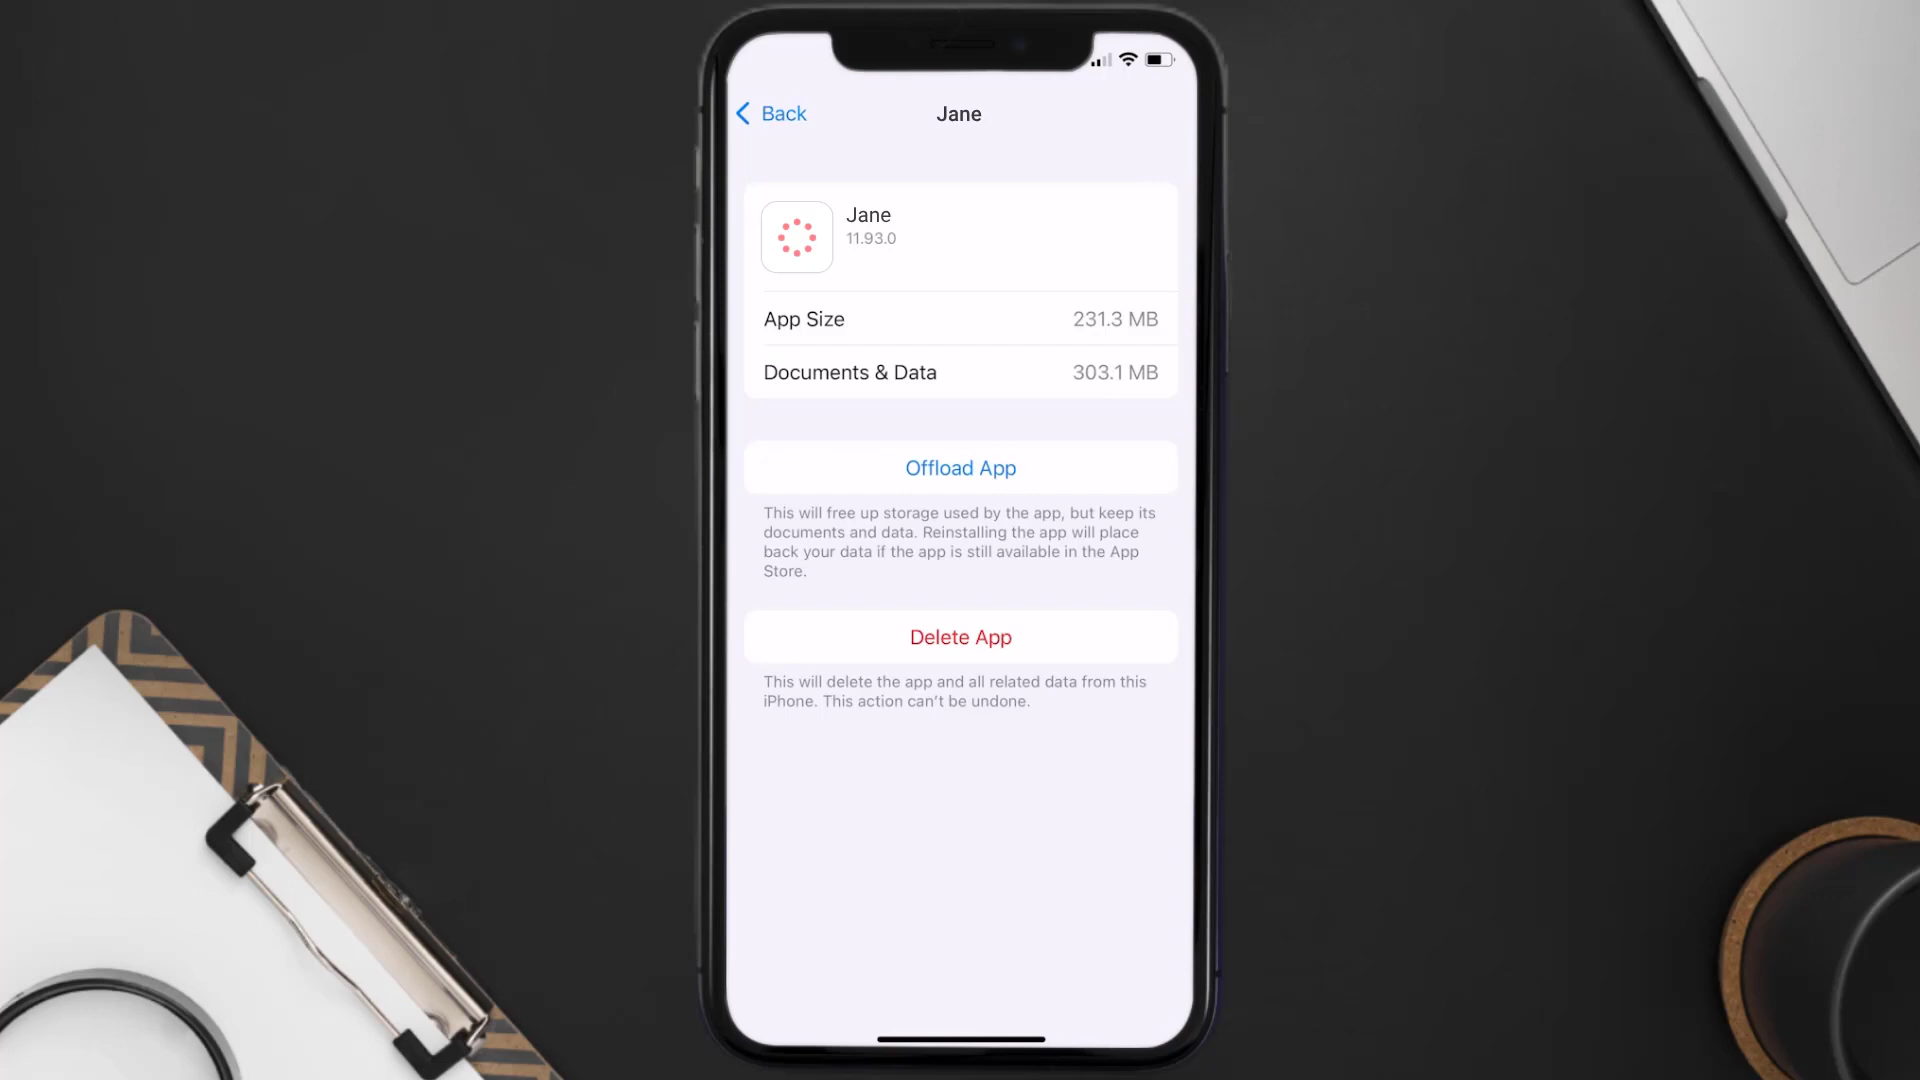 Back
Jane
Jane
11.93.0
App Size 231.3 MB
Documents & Data 303.1 MB
Offload App
This will free up storage used by the app, but keep its
documents and data. Reinstalling the app will place
back your data if the app is still available in the App
Store.
Delete App
This will delete the app and all related data from this
iPhone. This action can’t be undone.